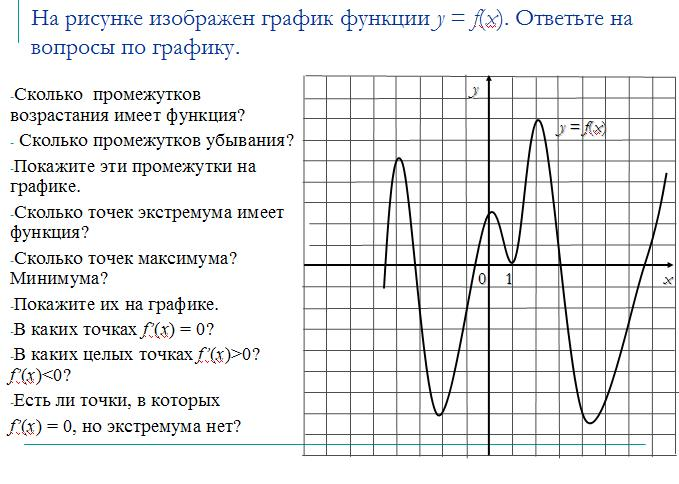 На рисунке изображен график функции y = f(x). Ответьте на
вопросы по графику.
-Сколько промежутков
возрастания имеет функция?
- Сколько промежутков убывания?
-Покажите эти промежутки на
графике.
-Сколько точек экстремума имеет
функция?
-Сколько точек максимума?
Минимума?
-Покажите их на графике.
-В каких точках f'(x) = 0?
-В каких целых точках f'(x)>0?
f'(x)<0?
-Есть ли точки, в которых
f'(x) = 0, но экстремума нет?
y
y = f(x)
0 1
x